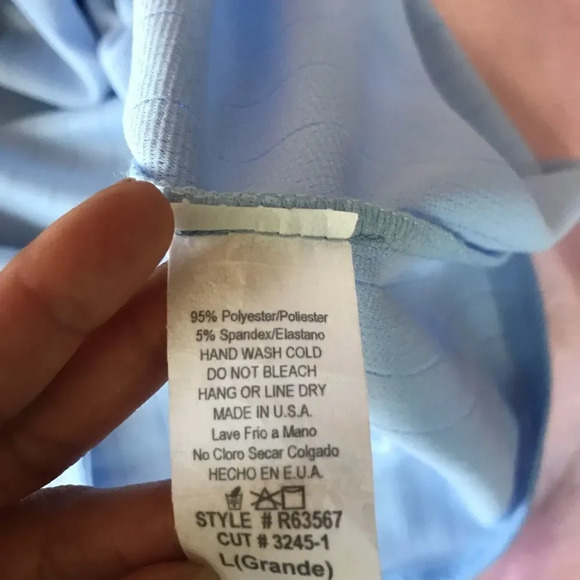 95% Polyester/Poliester
5% Spandex/Elastano
HAND WASH COLD
DO NOT BLEACH
HANG OR LINE DRY
MADE IN U.S.A.
Lave Frio a Mano
No Cloro Secar Colgado
HECHO EN E.U.A.
STYLE # R63567
CUT # 3245-1
L(Grande)